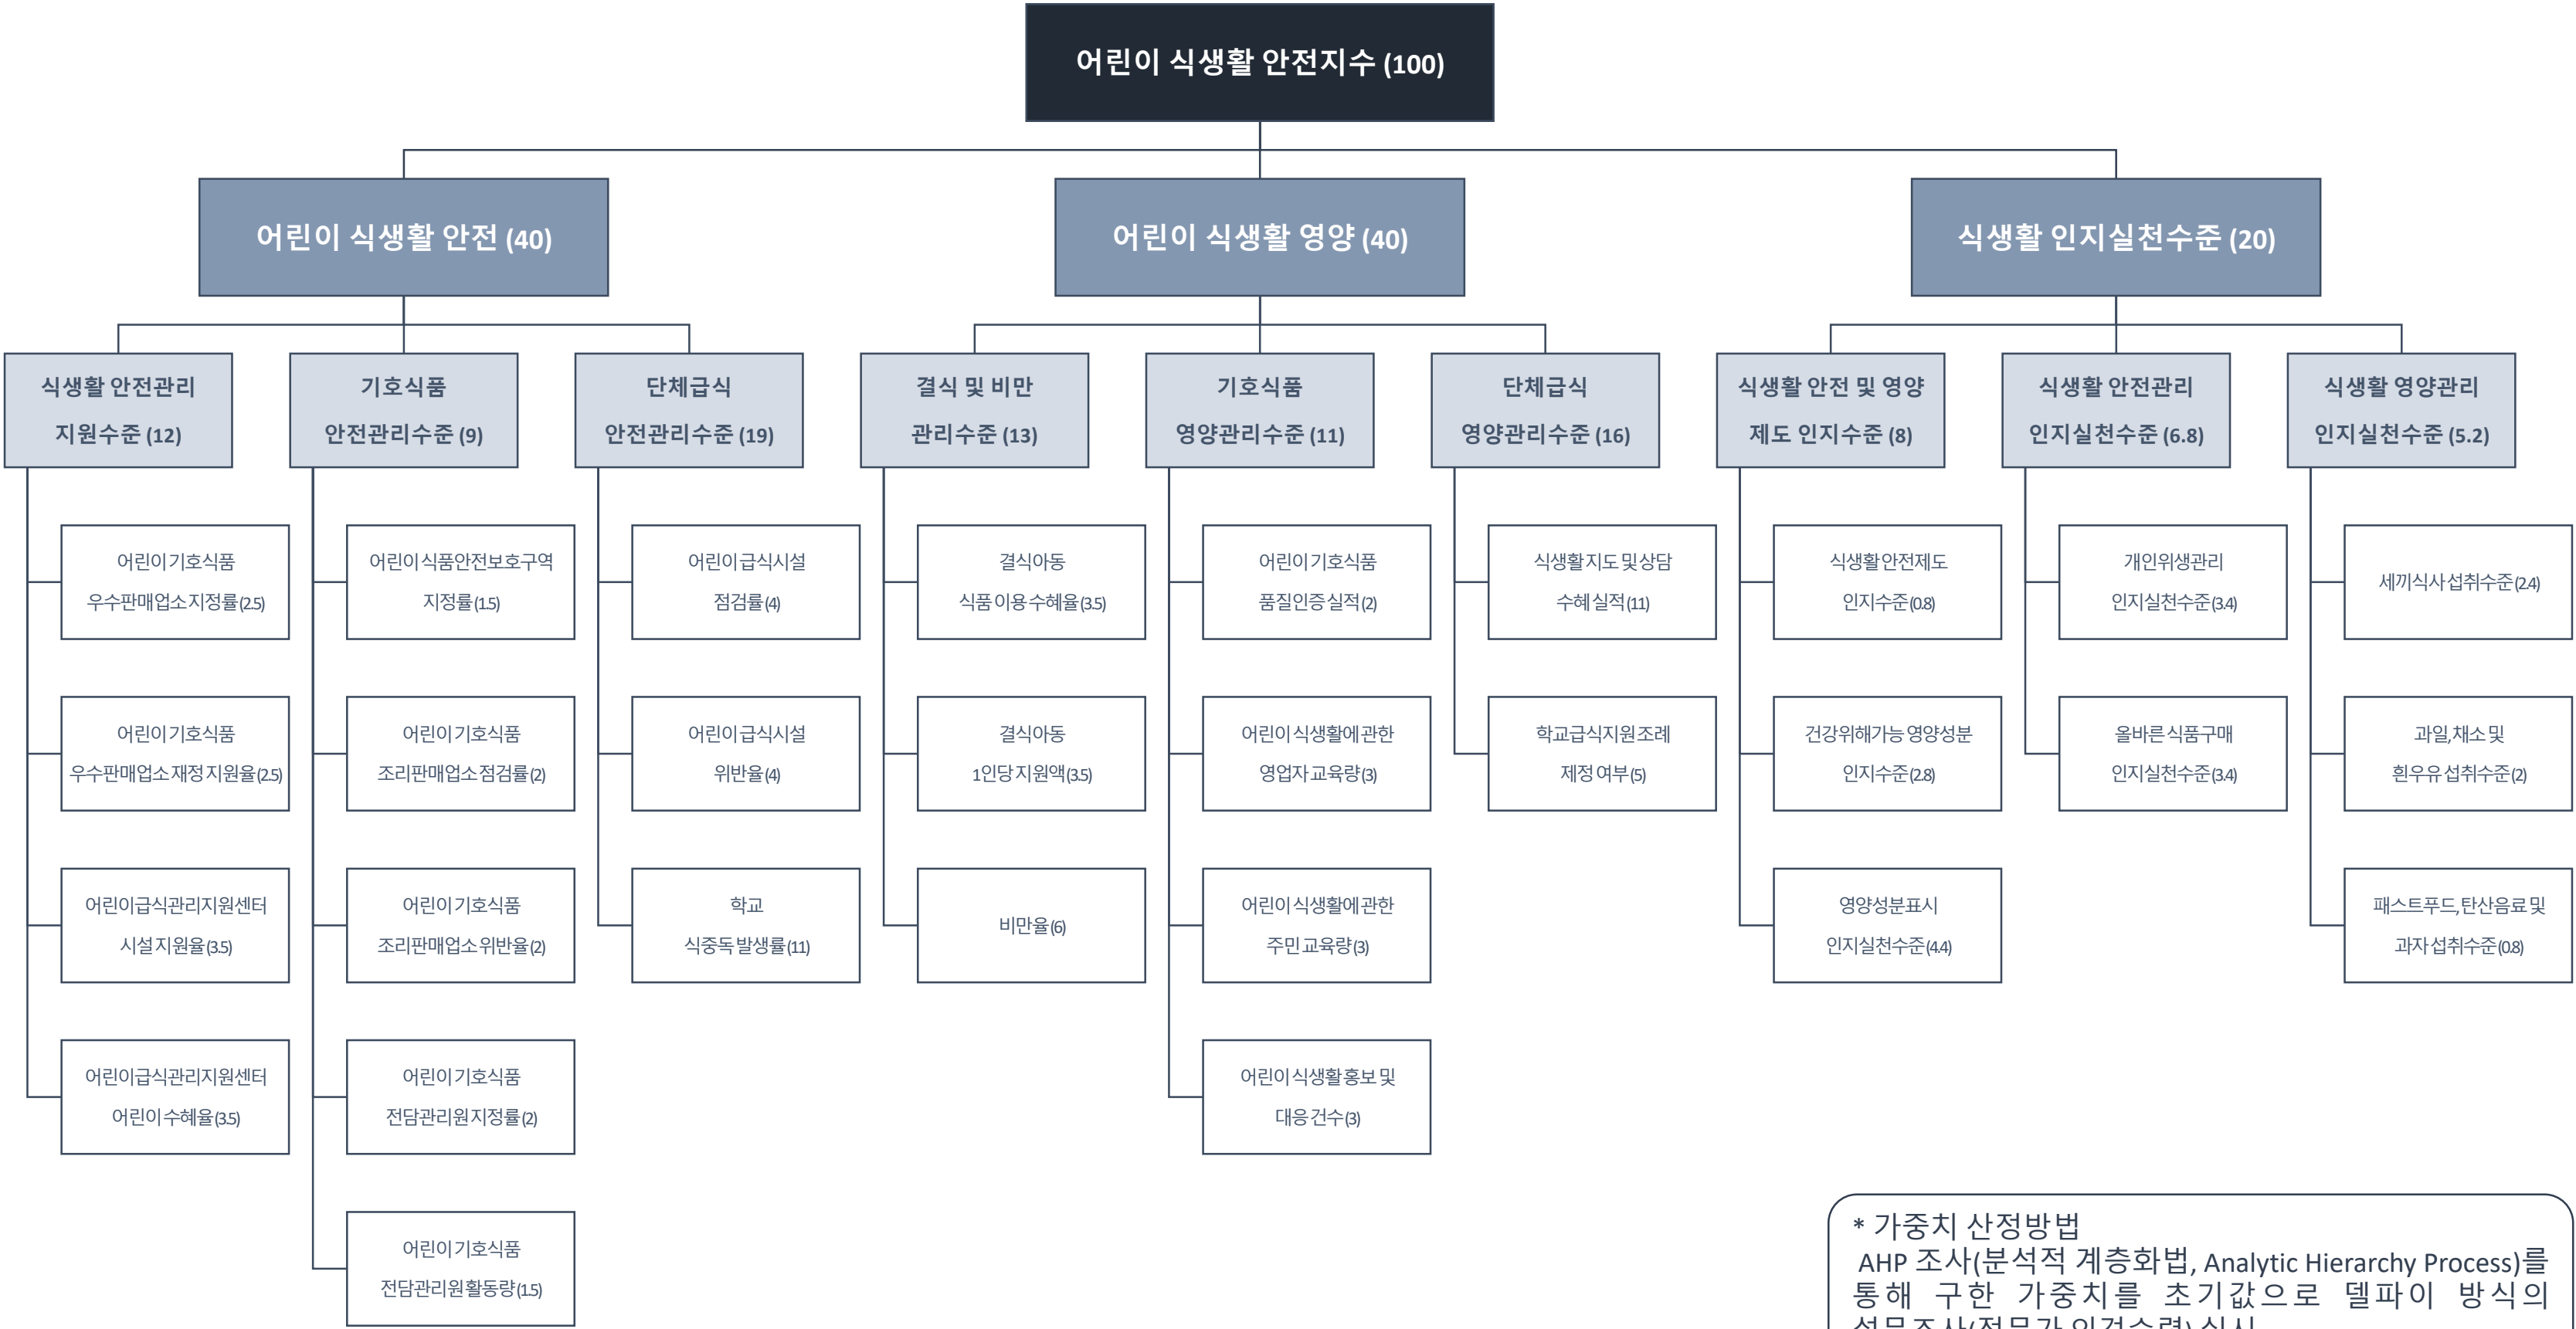 어린이 식생활 안전지수 (100)
어린이 식생활 안전 (40)
어린이 식생활 영양 (40)
식생활 인지실천수준 (20)
식생활 안전관리
지원수준 (12)
기호식품
안전관리수준 (9)
단체급식
안전관리수준 (19)
결식 및 비만
관리수준 (13)
기호식품
영양관리수준 (11)
단체급식
영양관리수준 (16)
식생활 안전 및 영양
제도 인지수준 (8)
식생활 안전관리
인지실천수준 (6.8)
식생활 영양관리
인지실천수준 (5.2)
어린이 기호식품
우수판매업소 지정률 (2.5)
어린이 기호식품
우수판매업소 재정 지원율 (2.5)
어린이급식관리지원센터
시설 지원율 (3.5)
어린이급식관리지원센터
어린이 수혜율 (3.5)
어린이 식품안전보호구역
지정률 (1.5)
어린이 기호식품
조리판매업소 점검률 (2)
어린이 기호식품
조리판매업소 위반율 (2)
어린이 기호식품
전담관리원 지정률 (2)
어린이 기호식품
전담관리원 활동량 (1.5)
어린이 급식시설
점검률 (4)
어린이 급식시설
위반율 (4)
학교
식중독 발생률 (11)
결식아동
식품 이용 수혜율 (3.5)
결식아동
1인당 지원액 (3.5)
비만율 (6)
어린이 기호식품
품질인증 실적 (2)
어린이 식생활에 관한
영업자 교육량 (3)
어린이 식생활에 관한
주민 교육량 (3)
어린이 식생활 홍보 및
대응 건수 (3)
식생활 지도 및 상담
수혜 실적 (11)
학교급식지원 조례
제정 여부 (5)
식생활 안전제도
인지수준 (0.8)
건강위해가능 영양성분
인지수준 (2.8)
영양성분표시
인지실천수준 (4.4)
개인위생관리
인지실천수준 (3.4)
올바른 식품구매
인지실천수준 (3.4)
세끼식사 섭취수준 (2.4)
과일, 채소 및
흰우유 섭취수준 (2)
패스트푸드, 탄산음료 및
과자 섭취수준 (0.8)
* 가중치 산정방법
AHP 조사(분석적 계층화법, Analytic Hierarchy Process)를
통해 구한 가중치를 초기값으로 델파이 방식의